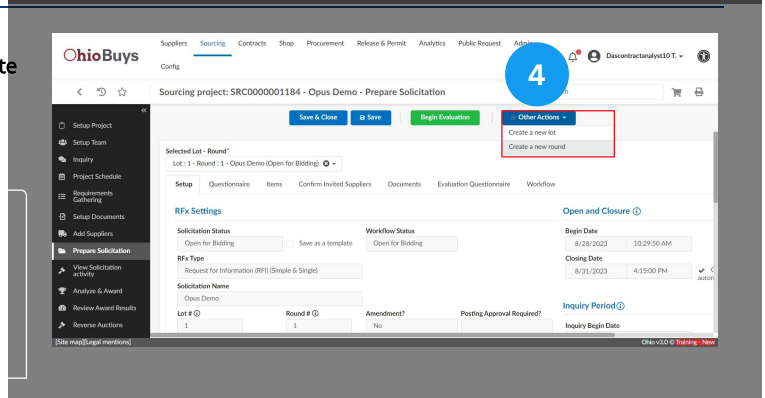 te
OhioBuys
Suppliers Sourcing Contracts Shop Procurement Release & Permit Analytics Public Request Admin
Config
Dascontractanalyst10 T.
4
Sourcing project: SRC0000001184 - Opus Demo - Prepare Solicitation
Save & Close Save Begin Evaluation Other Actions
Create a new lot
Create a new round
Setup Project
Setup Team
Inquiry
Project Schedule
Requirements
Gathering
Setup Documents
Add Suppliers
Prepare Solicitation
View Solicitation
activity
Analyze & Award
Review Award Results
Reverse Auctions
Selected Lot - Round*
Lot : 1 - Round : 1 - Opus Demo (Open for Bidding)
Setup Questionnaire Items Confirm Invited Suppliers Documents Evaluation Questionnaire Workflow
RFx Settings
Solicitation Status Workflow Status
Open for Bidding Save as a template Open for Bidding
RFx Type
Request for Information (RFI) (Simple & Single)
Solicitation Name
Opus Demo
Lot # Round # Amendment? Posting Approval Required?
1 1 No
Open and Closure
Begin Date
8/28/2023 10:29:50 AM
Closing Date
8/31/2023 4:15:00 PM
Inquiry Period
Inquiry Begin Date
[Site map][Legal mentions]
Ohio v3.0 © Training - New